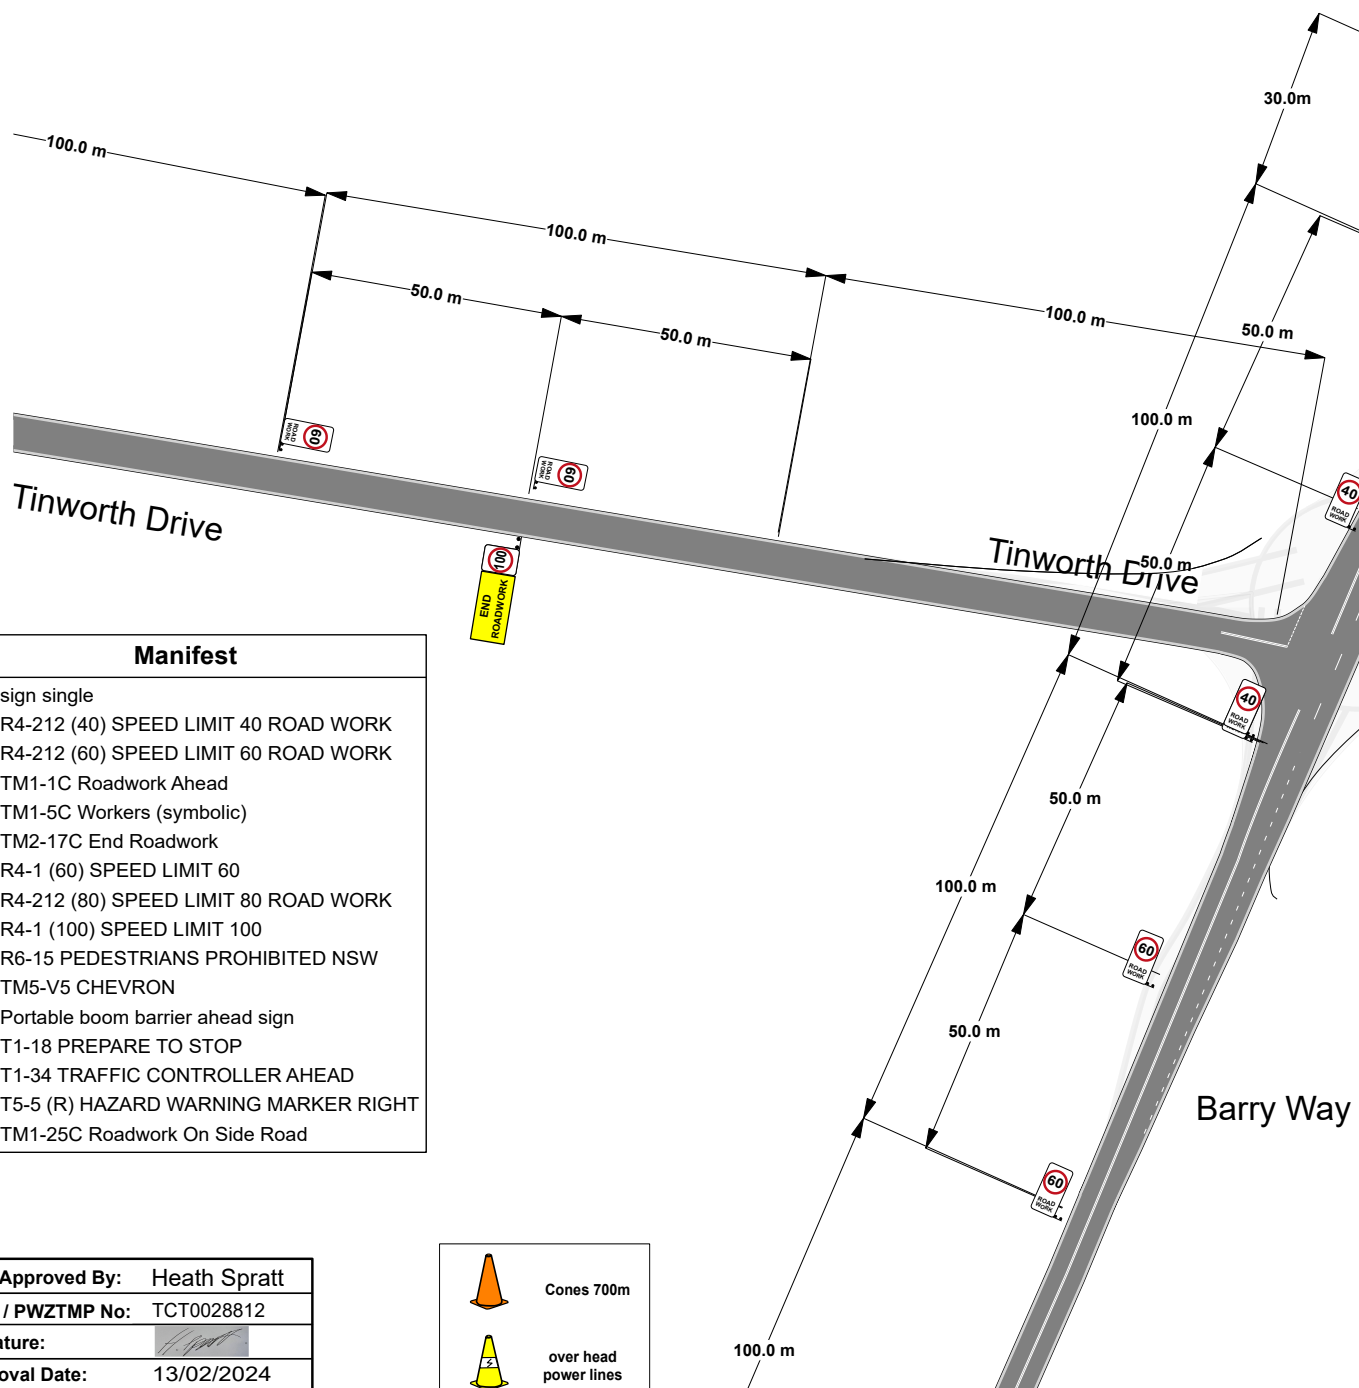 30.0m
100.0 m
100.0 m
50.0 m
50.0 m
100.0 m
50.0 m
100.0 m
60
ROAD
WORK
60
ROAD
WORK
40
ROAD
WORK
Tinworth Drive
100
END
ROADWORK
Tinworth Drive
50.0 m
40
ROAD
WORK
50.0 m
100.0 m
60
ROAD
WORK
50.0 m
Barry Way
60
ROAD
WORK
100.0 m
Manifest
sign single
R4-212 (40) SPEED LIMIT 40 ROAD WORK
R4-212 (60) SPEED LIMIT 60 ROAD WORK
TM1-1C Roadwork Ahead
TM1-5C Workers (symbolic)
TM2-17C End Roadwork
R4-1 (60) SPEED LIMIT 60
R4-212 (80) SPEED LIMIT 80 ROAD WORK
R4-1 (100) SPEED LIMIT 100
R6-15 PEDESTRIANS PROHIBITED NSW
TM5-V5 CHEVRON
Portable boom barrier ahead sign
T1-18 PREPARE TO STOP
T1-34 TRAFFIC CONTROLLER AHEAD
T5-5 (R) HAZARD WARNING MARKER RIGHT
TM1-25C Roadwork On Side Road
Approved By: Heath Spratt
/ PWZTMP No: TCT0028812
ature:
oval Date: 13/02/2024
Cones 700m
over head
power lines